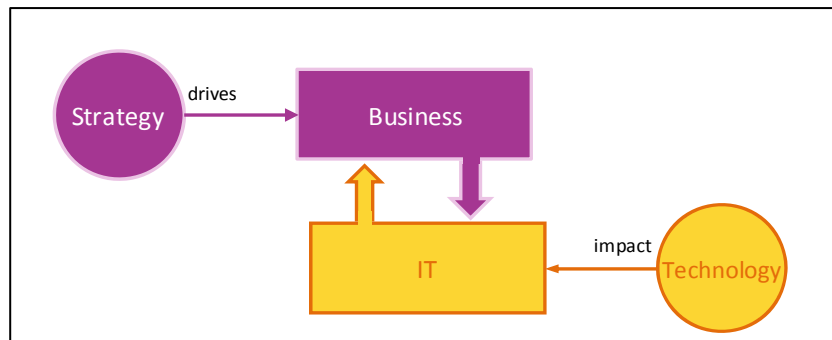 drives
Strategy
Business
impact
IT
Technology